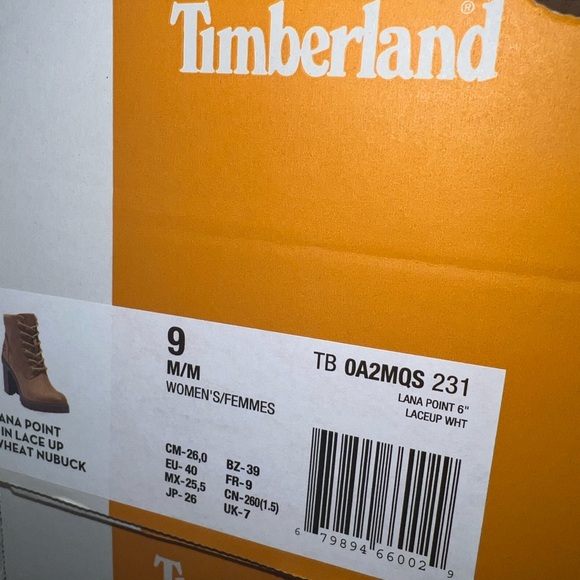 Timberland®
9
M/M
WOMEN'S/FEMMES
TB 0A2MQS 231
LANA POINT 6"
LACEUP WHT
CM-26,0 BZ-39
EU-40 FR-9
MX-25,5 CN-260(1.5)
JP-26 UK-7
ANA POINT
IN LACE UP
WHEAT NUBUCK
6 79894 66002 9
Timberland